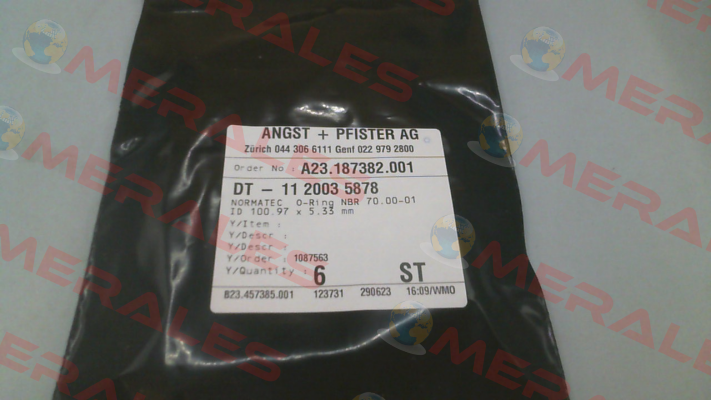 ANGST + PFISTER AG
Zürich 044 306 6111 Genf 022 979 2800
Order No : A23.187382.001
DT - 11 2003 5878
NORMATEC O-Ring NBR 70.00-01
ID 100.97 x 5.33 mm
Y/Item :
Y/Descr :
Y/Descr :
Y/Order : 1087563
Y/Quantity : 6 ST
B23.457385.001 123731 290623 16:09/WMO
MERALES
MERALES
MERALES
MERALES
MERALES
MERALES